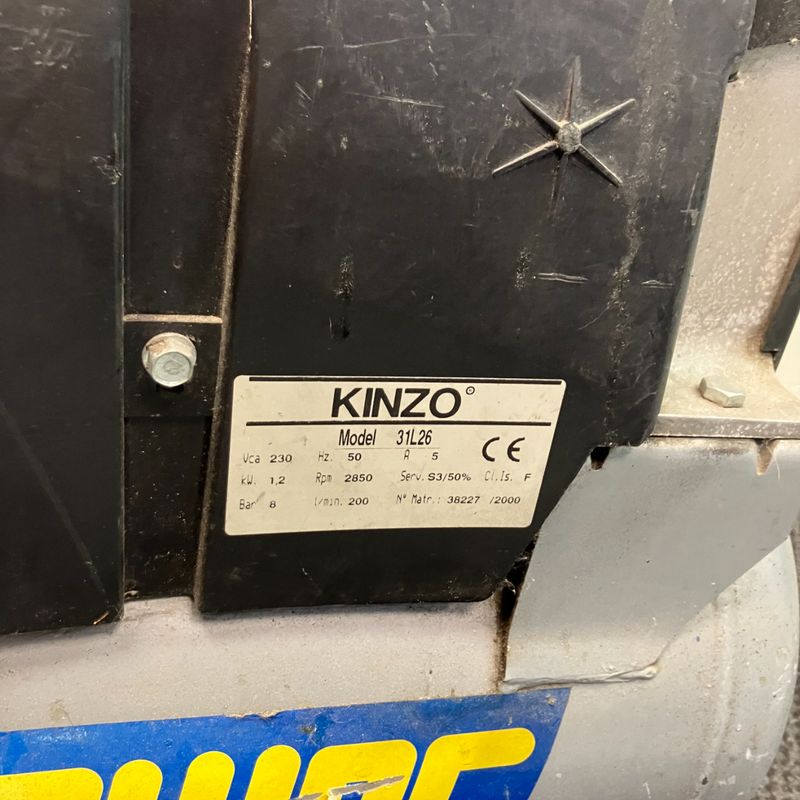 KINZO®
Model 31L26
Vca 230 Hz. 50 A 5 CE
kW. 1,2 Rpm 2850 Serv. S3/50% Cl.Is. F
Bar 8 l/min. 200 N° Matr.: 38227 /2000